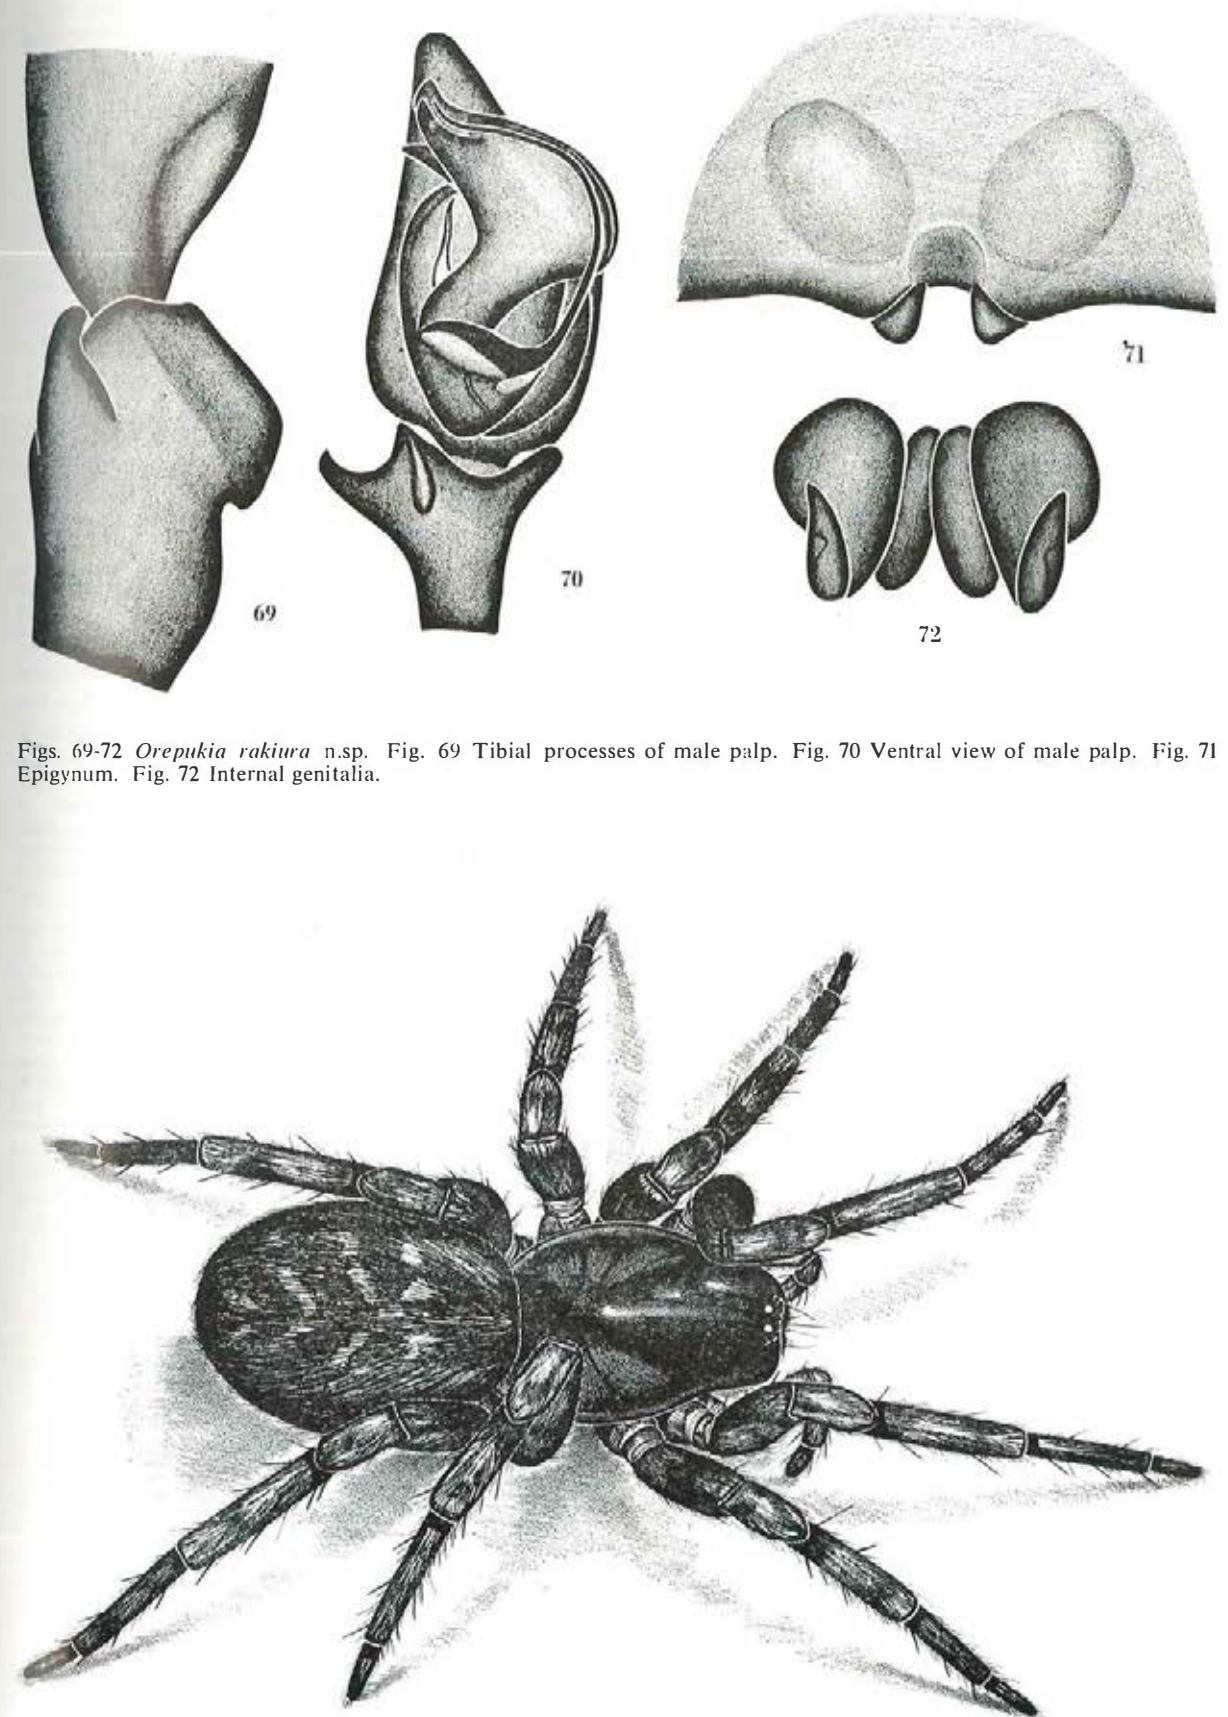 71
69
70
72
Figs. 69-72 Orepukia rakiura n.sp. Fig. 69 Tibial processes of male palp. Fig. 70 Ventral view of male palp. Fig. 71
Epigynum. Fig. 72 Internal genitalia.